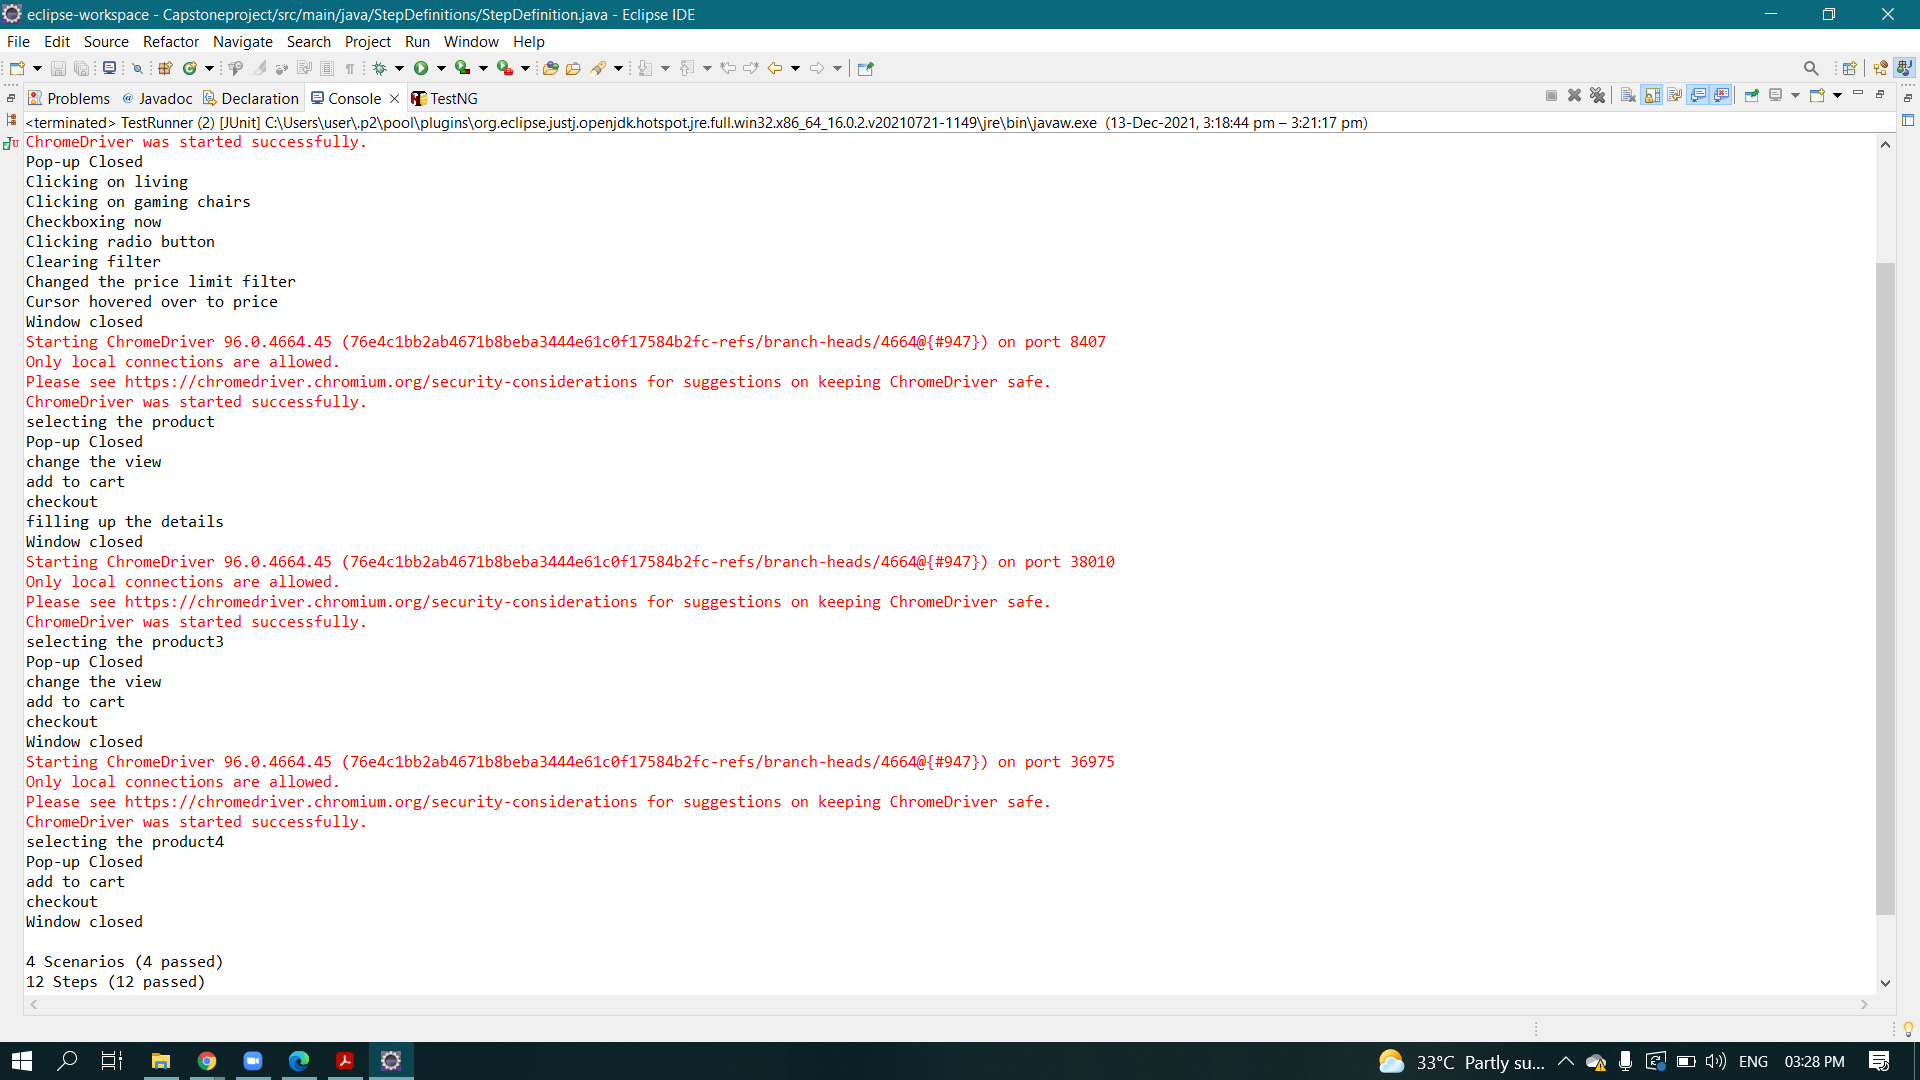 eclipse-workspace - Capstoneproject/src/main/java/StepDefinitions/StepDefinition.java - Eclipse IDE
File Edit Source Refactor Navigate Search Project Run Window Help
Problems @ Javadoc Declaration Console TestNG
<terminated> TestRunner (2) [JUnit] C:\Users\user\.p2\pool\plugins\org.eclipse.justj.openjdk.hotspot.jre.full.win32.x86_64_16.0.2.v20210721-1149\jre\bin\javaw.exe (13-Dec-2021, 3:18:44 pm – 3:21:17 pm)
ChromeDriver was started successfully.
Pop-up Closed
Clicking on living
Clicking on gaming chairs
Checkboxing now
Clicking radio button
Clearing filter
Changed the price limit filter
Cursor hovered over to price
Window closed
Starting ChromeDriver 96.0.4664.45 (76e4c1bb2ab4671b8beba3444e61c0f17584b2fc-refs/branch-heads/4664@{#947}) on port 8407
Only local connections are allowed.
Please see https://chromedriver.chromium.org/security-considerations for suggestions on keeping ChromeDriver safe.
ChromeDriver was started successfully.
selecting the product
Pop-up Closed
change the view
add to cart
checkout
filling up the details
Window closed
Starting ChromeDriver 96.0.4664.45 (76e4c1bb2ab4671b8beba3444e61c0f17584b2fc-refs/branch-heads/4664@{#947}) on port 38010
Only local connections are allowed.
Please see https://chromedriver.chromium.org/security-considerations for suggestions on keeping ChromeDriver safe.
ChromeDriver was started successfully.
selecting the product3
Pop-up Closed
change the view
add to cart
checkout
Window closed
Starting ChromeDriver 96.0.4664.45 (76e4c1bb2ab4671b8beba3444e61c0f17584b2fc-refs/branch-heads/4664@{#947}) on port 36975
Only local connections are allowed.
Please see https://chromedriver.chromium.org/security-considerations for suggestions on keeping ChromeDriver safe.
ChromeDriver was started successfully.
selecting the product4
Pop-up Closed
add to cart
checkout
Window closed
4 Scenarios (4 passed)
12 Steps (12 passed)
33°C Partly su... ENG 03:28 PM